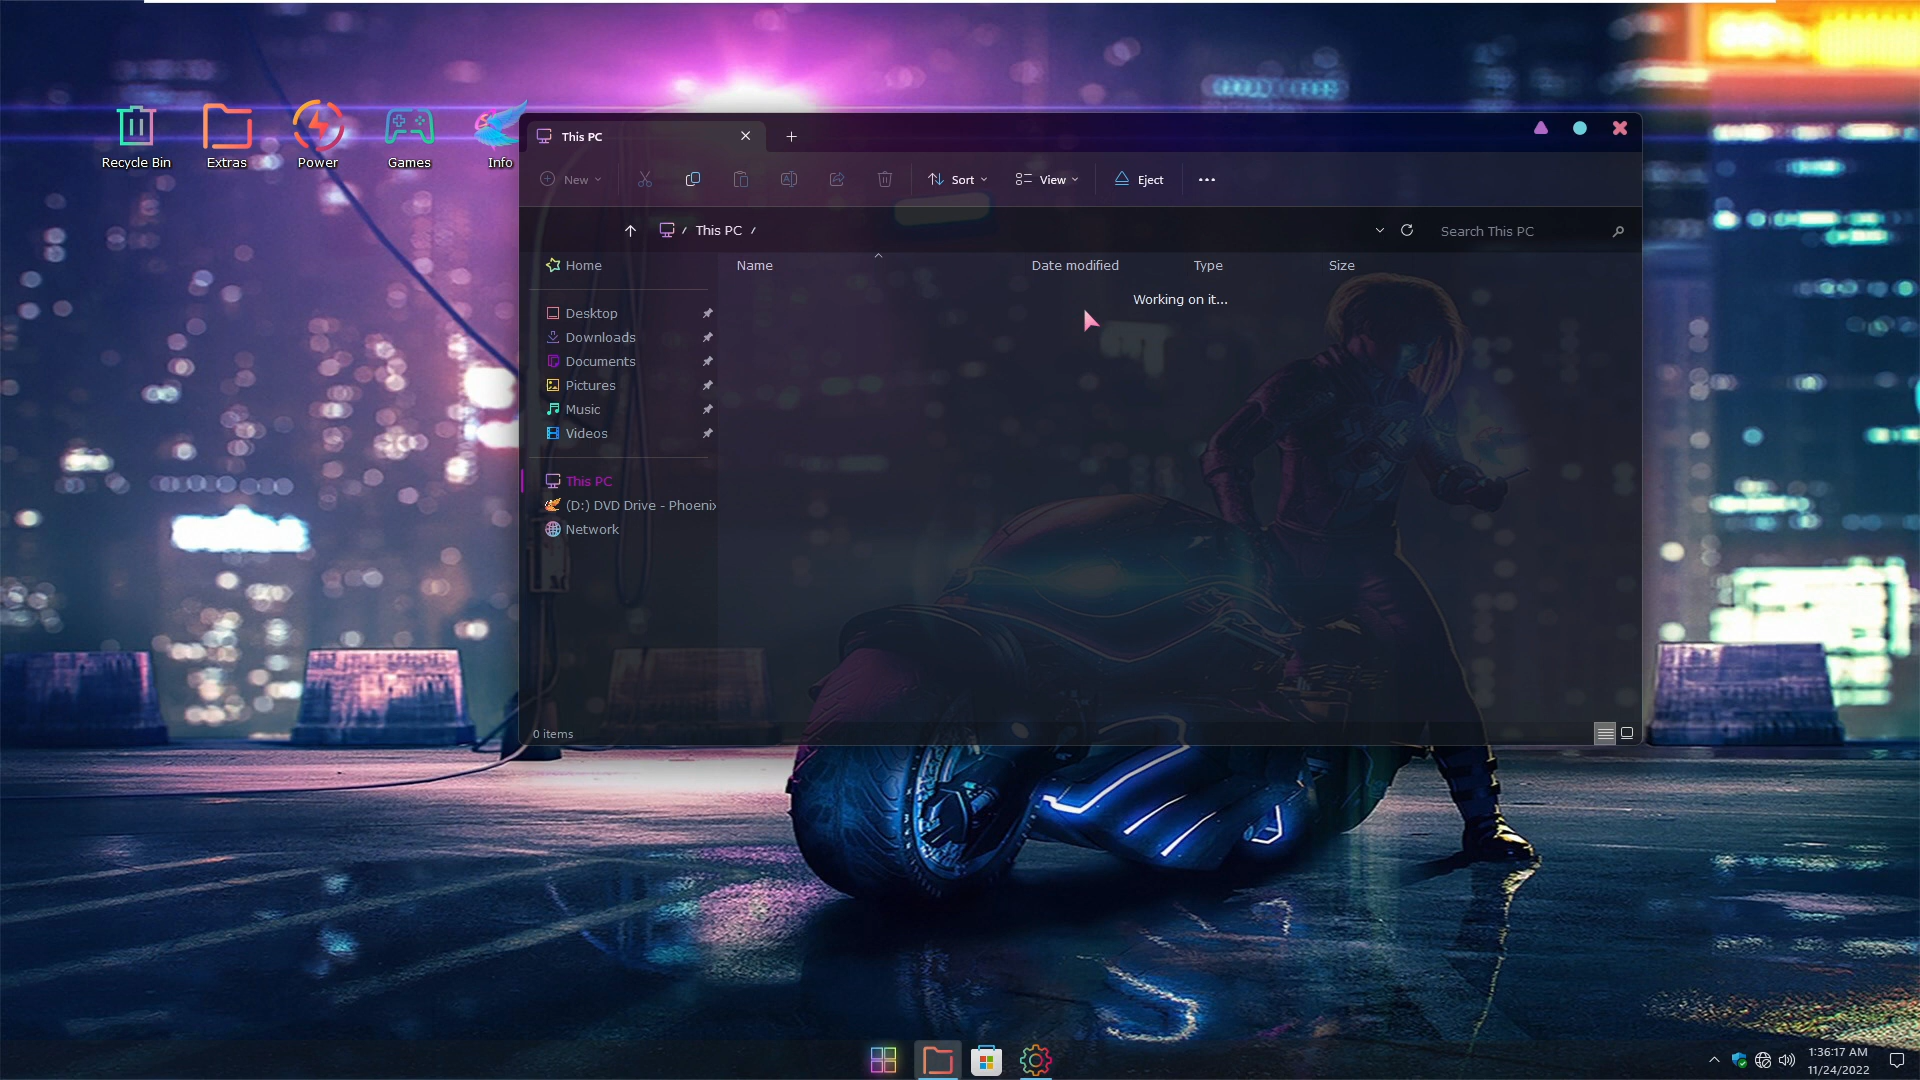 Recycle Bin
Extras
Power
Games
Info
This PC
New
Sort
View
Eject
This PC
Search This PC
Home
Name
Date modified
Type
Size
Working on it...
Desktop
Downloads
Documents
Pictures
Music
Videos
This PC
(D:) DVD Drive - Phoenix
Network
0 items
1:36:17 AM
11/24/2022